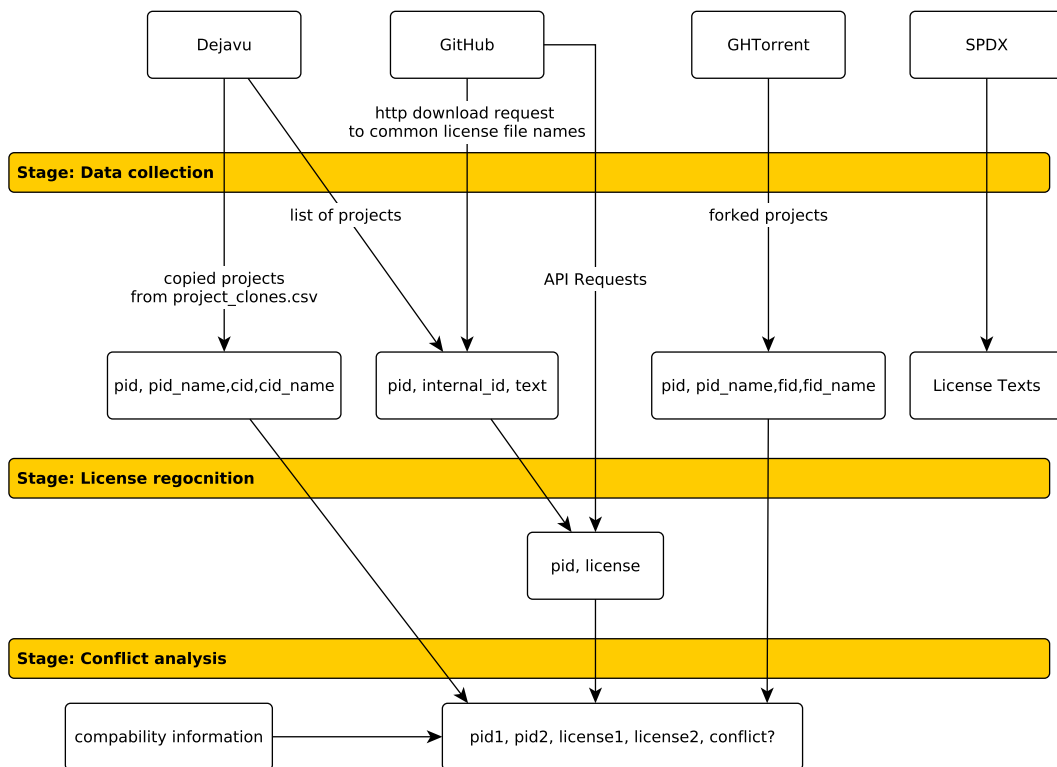 Dejavu
GitHub
GHTorrent
SPDX
http download request
to common license file names
Stage: Data collection
list of projects
forked projects
copied projects
from project_clones.csv
API Requests
pid, pid_name,cid,cid_name
pid, internal_id, text
pid, pid_name,fid,fid_name
License Texts
Stage: License regocnition
pid, license
Stage: Conflict analysis
compability information
pid1, pid2, license1, license2, conflict?